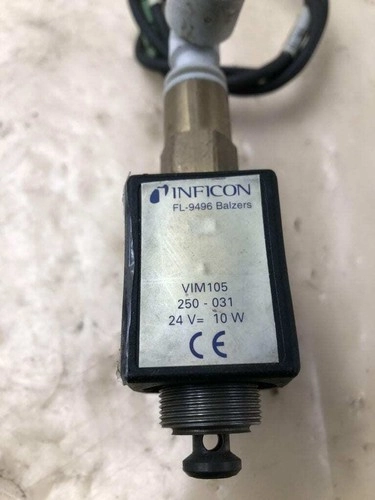 INFICON
FL-9496 Balzers
VIM105
250 - 031
24 V= 10 W
CE